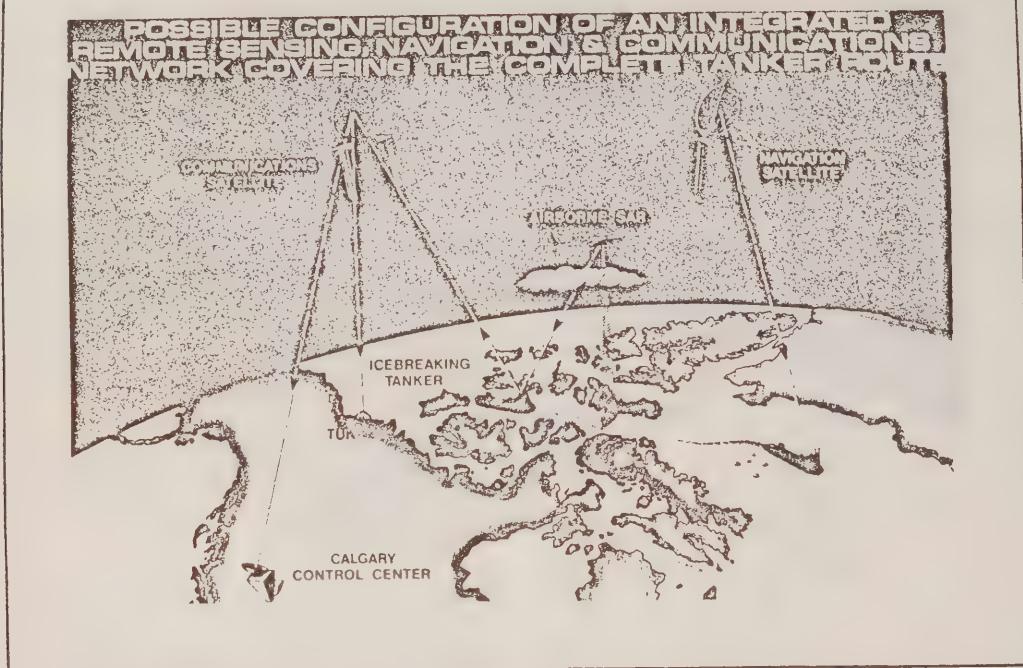 POSSIBLE CONFIGURATION OF AN INTEGRATED
REMOTE SENSING, NAVIGATION & COMMUNICATIONS
NETWORK COVERING THE COMPLETE TANKER ROUTE
COMMUNICATIONS
SATELLITE
NAVIGATION
SATELLITE
AIRBORNE SAR
ICEBREAKING
TANKER
TUK
CALGARY
CONTROL CENTER